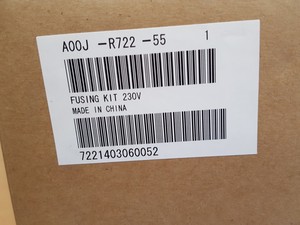 A00J -R722 -55 1
FUSING KIT 230V
MADE IN CHINA
7221403060052